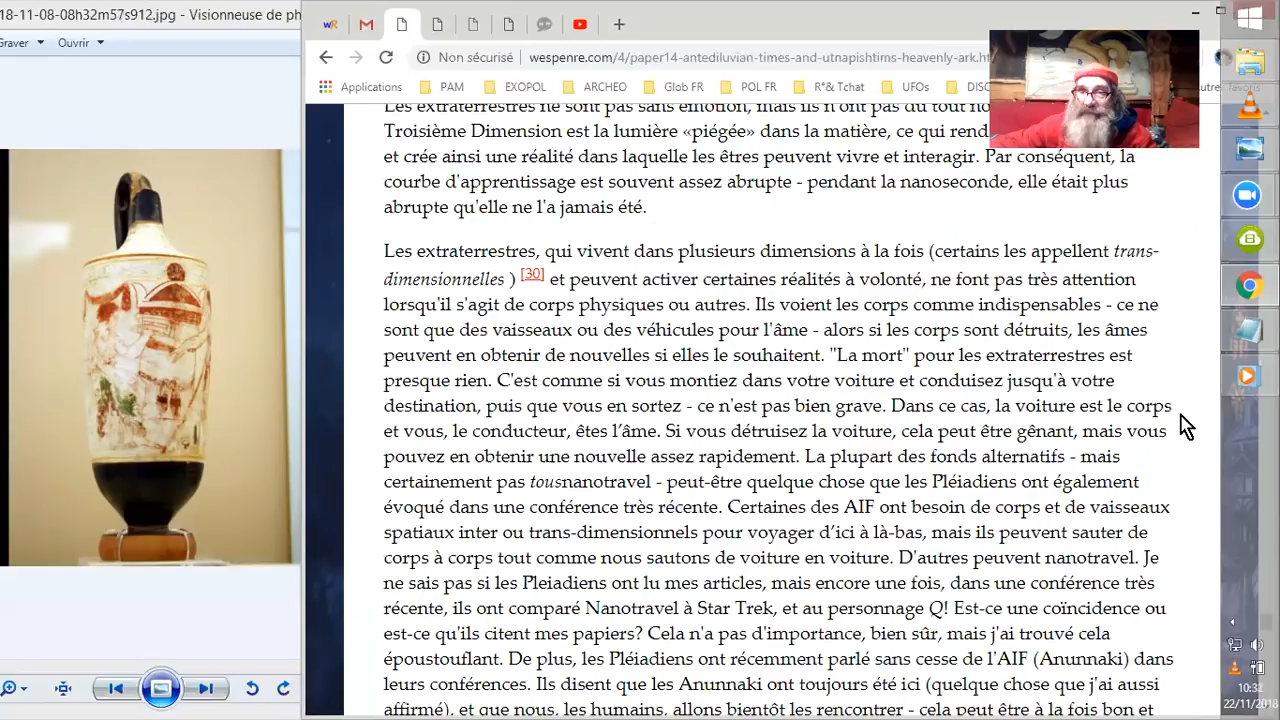 18-11-08-08h32m57s912.jpg - Visionneuse de ph
Graver Ouvrir
wR
Non sécurisé wespenre.com/4/paper14-antediluvian-times-and-utnapishtims-heavenly-ark.ht
Applications PAM EXOPOL ARCHEO Glob FR POL FR R*& Tchat UFOs DISC autre. favoris
Les extraterrestres ne sont pas sans émotion, mais ils n'ont pas du tout
Troisième Dimension est la lumière «piégée» dans la matière, ce qui rend
et crée ainsi une réalité dans laquelle les êtres peuvent vivre et interagir. Par conséquent, la
courbe d'apprentissage est souvent assez abrupte - pendant la nanoseconde, elle était plus
abrupte qu'elle ne l'a jamais été.
Les extraterrestres, qui vivent dans plusieurs dimensions à la fois (certains les appellent trans-
dimensionnelles ) [30] et peuvent activer certaines réalités à volonté, ne font pas très attention
lorsqu'il s'agit de corps physiques ou autres. Ils voient les corps comme indispensables - ce ne
sont que des vaisseaux ou des véhicules pour l'âme - alors si les corps sont détruits, les âmes
peuvent en obtenir de nouvelles si elles le souhaitent. "La mort" pour les extraterrestres est
presque rien. C'est comme si vous montiez dans votre voiture et conduisez jusqu'à votre
destination, puis que vous en sortez - ce n'est pas bien grave. Dans ce cas, la voiture est le corps
et vous, le conducteur, êtes l’âme. Si vous détruisez la voiture, cela peut être gênant, mais vous
pouvez en obtenir une nouvelle assez rapidement. La plupart des fonds alternatifs - mais
certainement pas tousnanotravel - peut-être quelque chose que les Pléiadiens ont également
évoqué dans une conférence très récente. Certaines des AIF ont besoin de corps et de vaisseaux
spatiaux inter ou trans-dimensionnels pour voyager d’ici à là-bas, mais ils peuvent sauter de
corps à corps tout comme nous sautons de voiture en voiture. D'autres peuvent nanotravel. Je
ne sais pas si les Pleiadiens ont lu mes articles, mais encore une fois, dans une conférence très
récente, ils ont comparé Nanotravel à Star Trek, et au personnage Q! Est-ce une coïncidence ou
est-ce qu'ils citent mes papiers? Cela n'a pas d'importance, bien sûr, mais j'ai trouvé cela
époustouflant. De plus, les Pléiadiens ont récemment parlé sans cesse de l'AIF (Anunnaki) dans
leurs conférences. Ils disent que les Anunnaki ont toujours été ici (quelque chose que j'ai aussi
affirmé), et que nous, les humains, allons bientôt les rencontrer - cela peut être à la fois bon et
10:32
22/11/2018